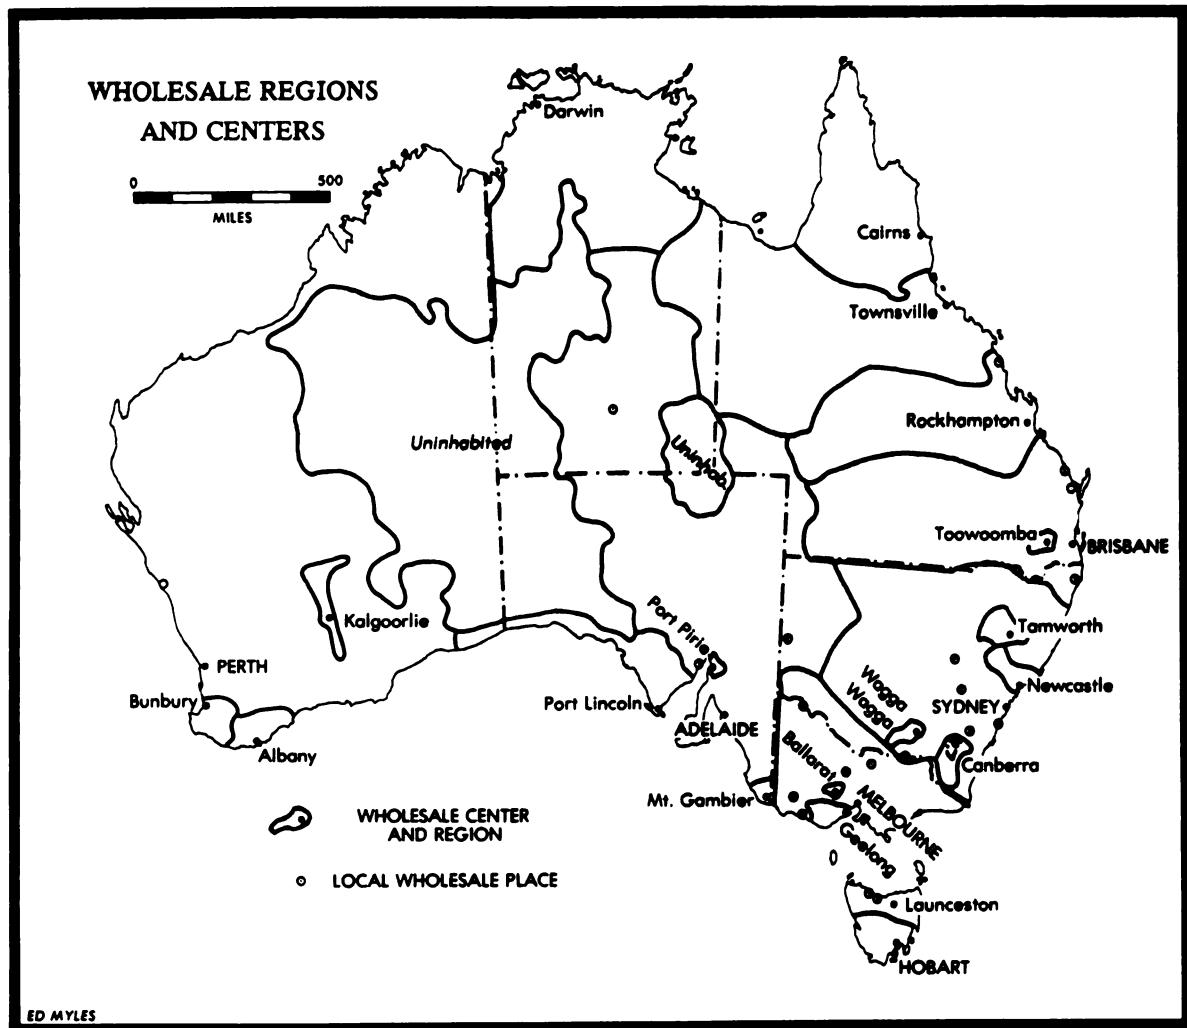 WHOLESALE REGIONS
AND CENTERS
0 500
MILES
Darwin
Cairns
Townsville
Rockhampton
Uninhabited
Uninhab.
Toowoomba
BRISBANE
Kalgoorlie
Port Pirie
Tamworth
PERTH
Newcastle
Bunbury
Port Lincoln
Wagga
Wagga
SYDNEY
ADELAIDE
Albany
Ballarat
Canberra
Mt. Gambier
MELBOURNE
Geelong
WHOLESALE CENTER
AND REGION
LOCAL WHOLESALE PLACE
Launceston
HOBART
ED MYLES